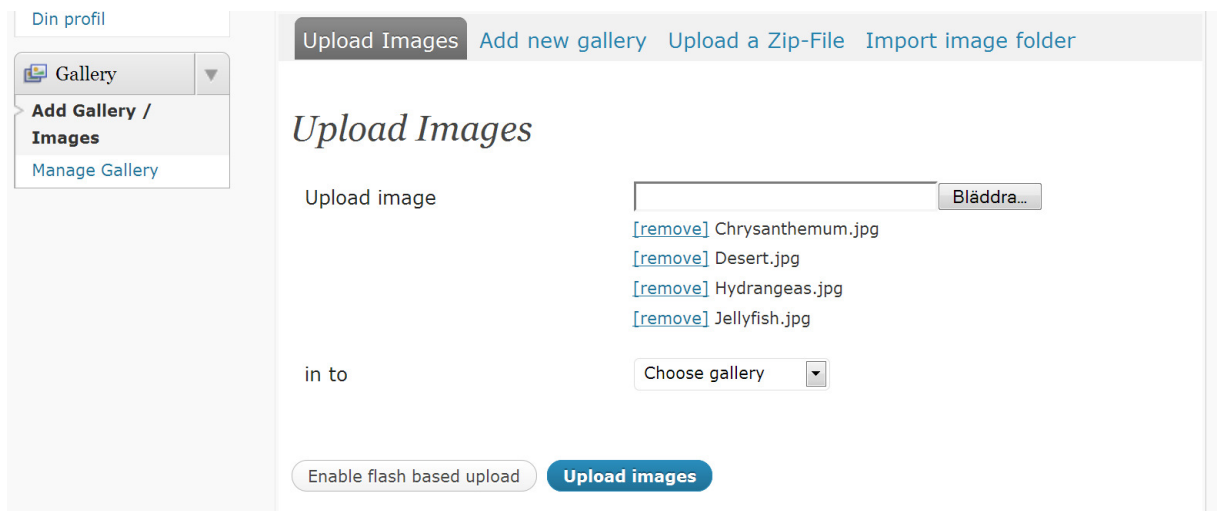 Din profil
Gallery
Add Gallery /
Images
Manage Gallery
Upload Images Add new gallery Upload a Zip-File Import image folder
Upload Images
Upload image Bläddra...
[remove] Chrysanthemum.jpg
[remove] Desert.jpg
[remove] Hydrangeas.jpg
[remove] Jellyfish.jpg
in to Choose gallery
Enable flash based upload Upload images